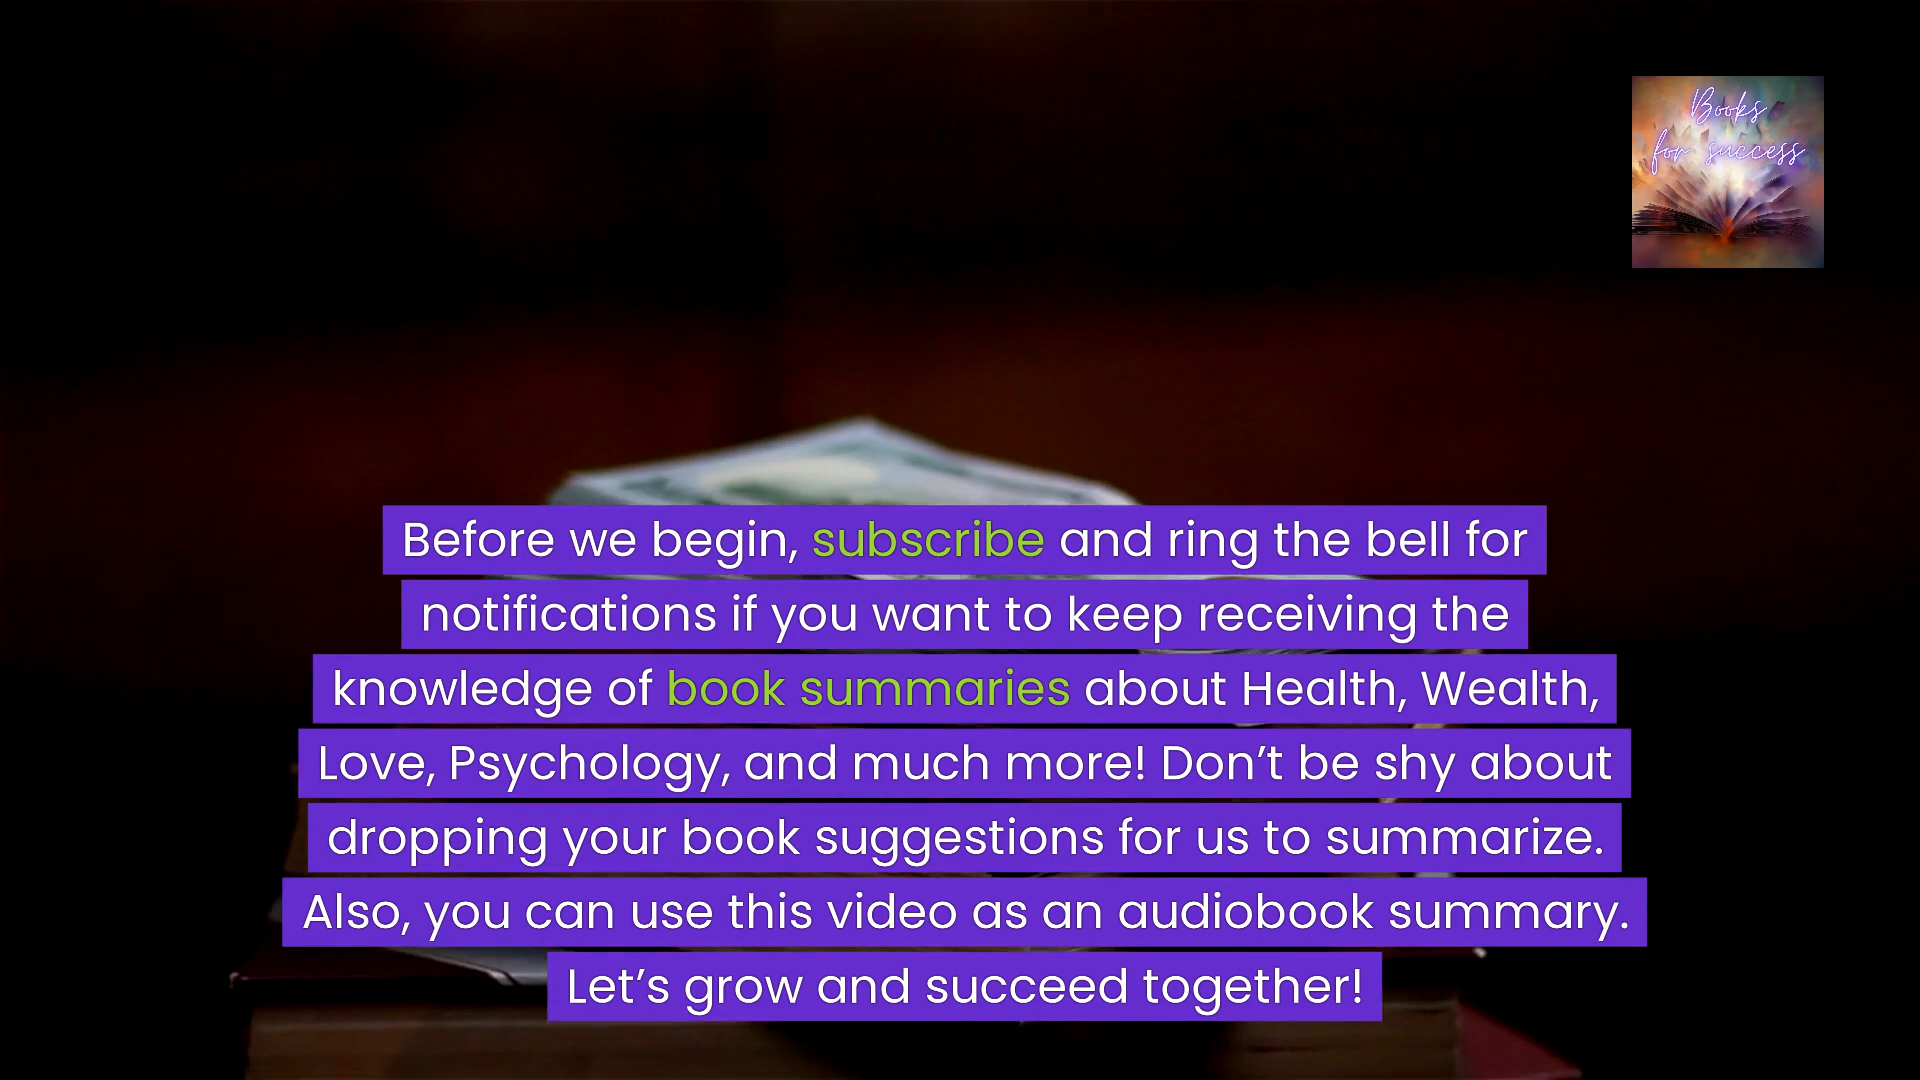 Books
for success
Before we begin, subscribe and ring the bell for
notifications if you want to keep receiving the
knowledge of book summaries about Health, Wealth,
Love, Psychology, and much more! Don’t be shy about
dropping your book suggestions for us to summarize.
Also, you can use this video as an audiobook summary.
Let’s grow and succeed together!